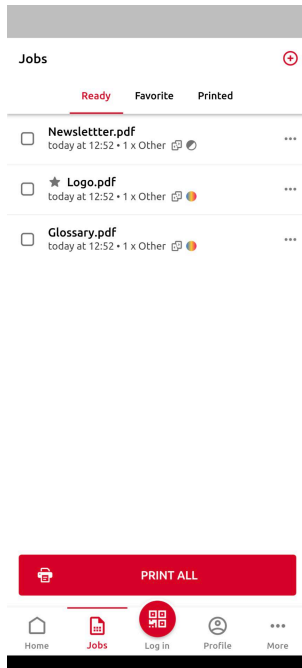 Jobs
Ready Favorite Printed
Newslettter.pdf
today at 12:52 • 1 x Other
Logo.pdf
today at 12:52 • 1 x Other
Glossary.pdf
today at 12:52 • 1 x Other
PRINT ALL
Home Jobs Log in Profile More